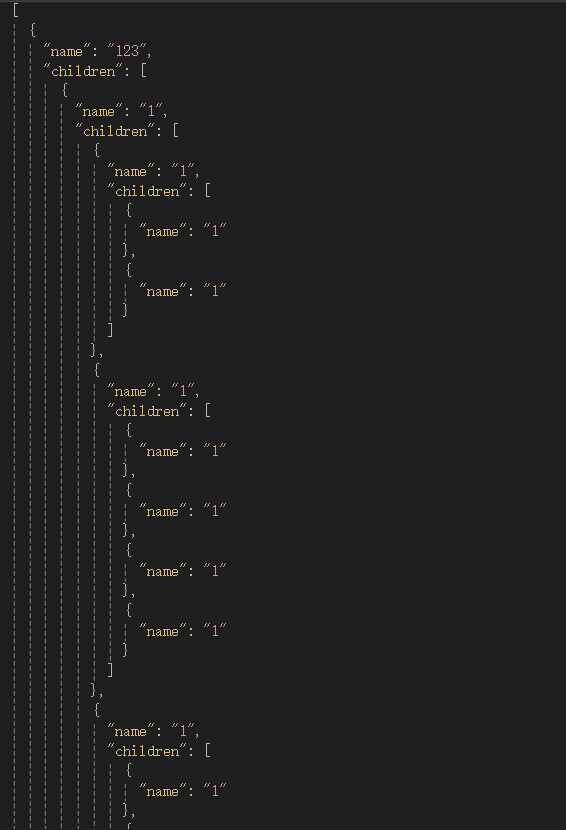 [
{
"name": "123",
"children": [
{
"name": "1",
"children": [
{
"name": "1",
"children": [
{
"name": "1"
},
{
"name": "1"
}
]
},
{
"name": "1",
"children": [
{
"name": "1"
},
{
"name": "1"
},
{
"name": "1"
},
{
"name": "1"
}
]
},
{
"name": "1",
"children": [
{
"name": "1"
},
{